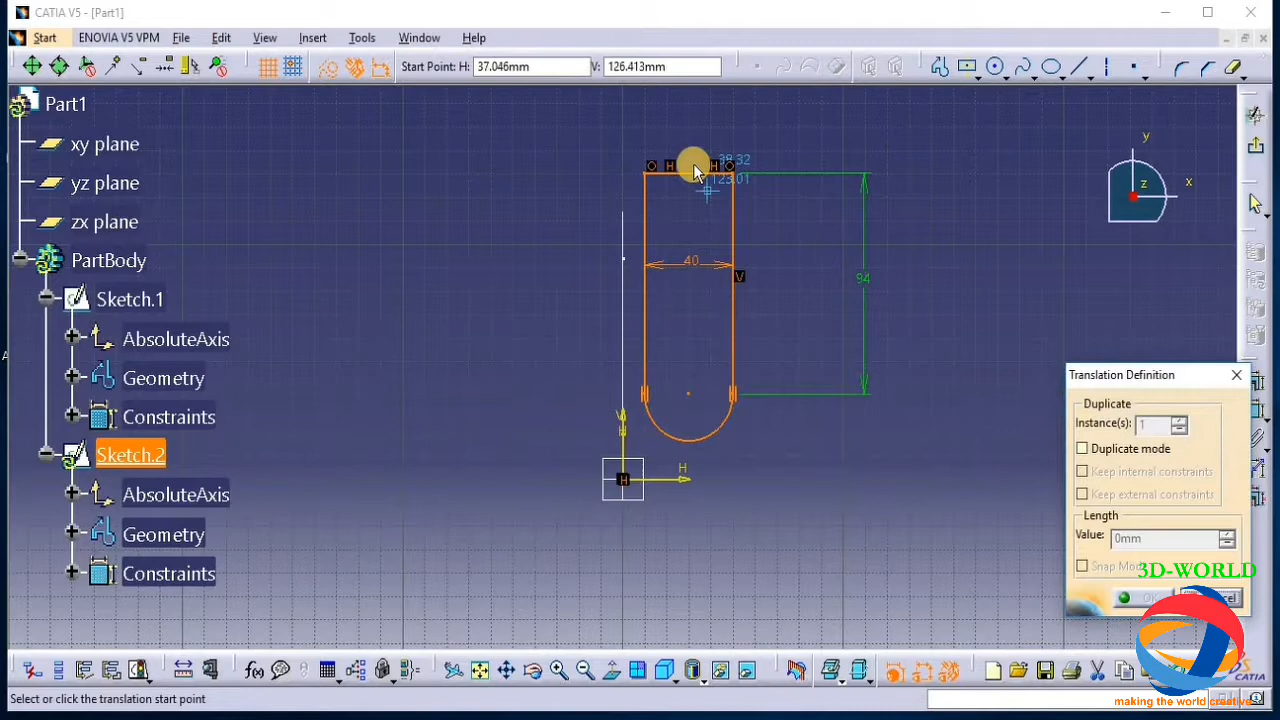 CATIA V5 - [Part1]
Start ENOVIA V5 VPM File Edit View Insert Tools Window Help
Start Point: H: 37.046mm V: 126.413mm
Part1
xy plane
yz plane
zx plane
PartBody
Sketch.1
AbsoluteAxis
Geometry
Constraints
Sketch.2
AbsoluteAxis
Geometry
Constraints
H H
V
40
94
V
H
H
H
y
x
z
Translation Definition
Duplicate
Instance(s): 1
Duplicate mode
Keep internal constraints
Keep external constraints
Length
Value: 0mm
Snap
3D-WORLD
f(x)
CATIA
making the world creative
Select or click the translation start point